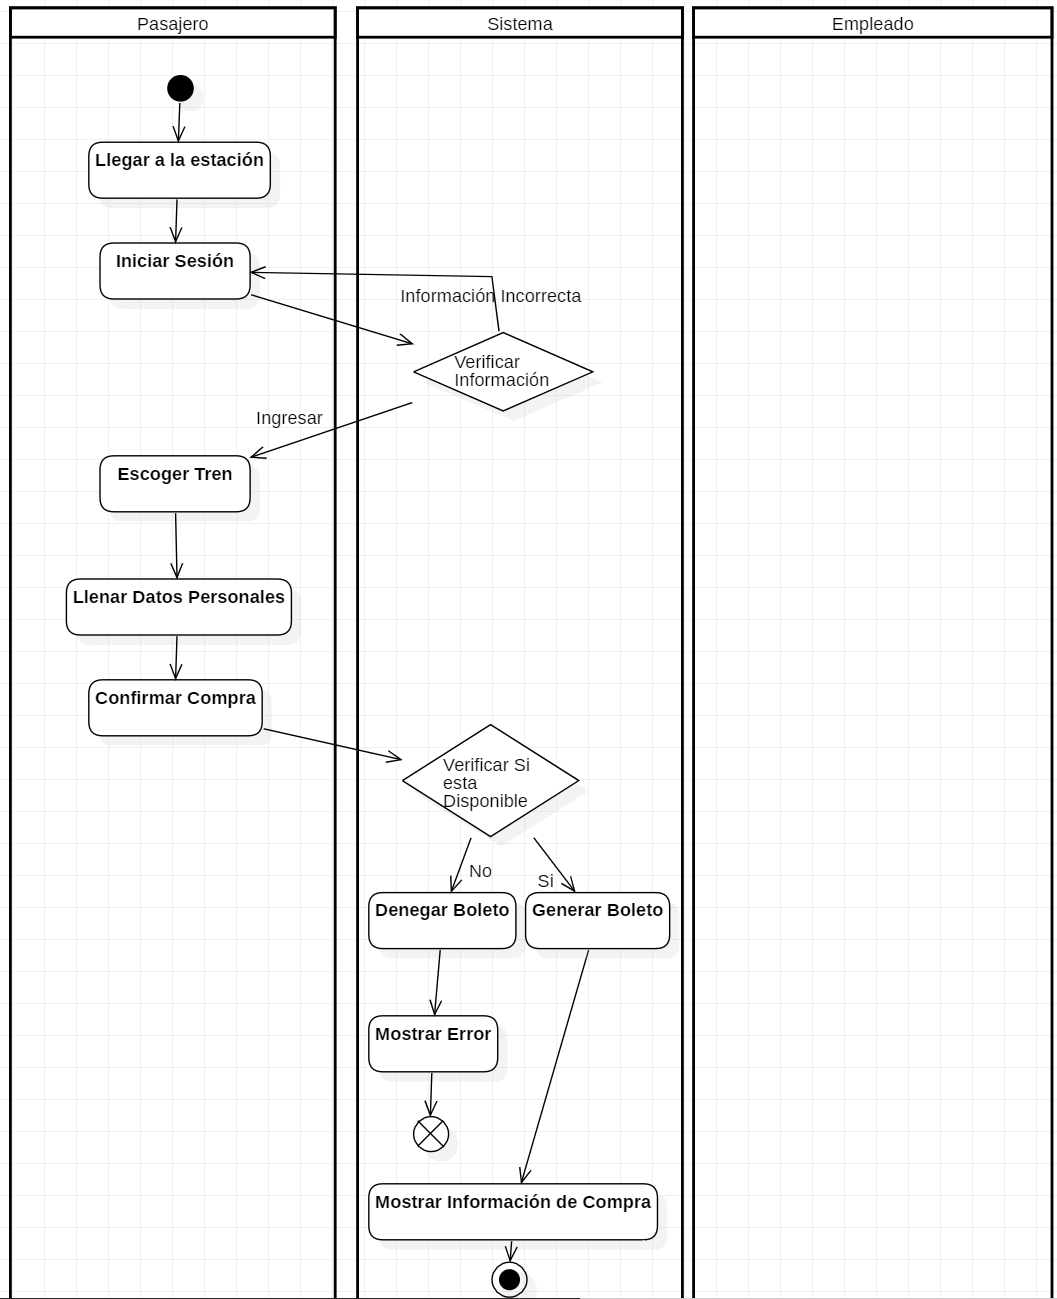 Pasajero
Sistema
Empleado
Llegar a la estación
Iniciar Sesión
Información Incorrecta
Verificar
Información
Ingresar
Escoger Tren
Llenar Datos Personales
Confirmar Compra
Verificar Si
esta
Disponible
No
Si
Denegar Boleto
Generar Boleto
Mostrar Error
Mostrar Información de Compra